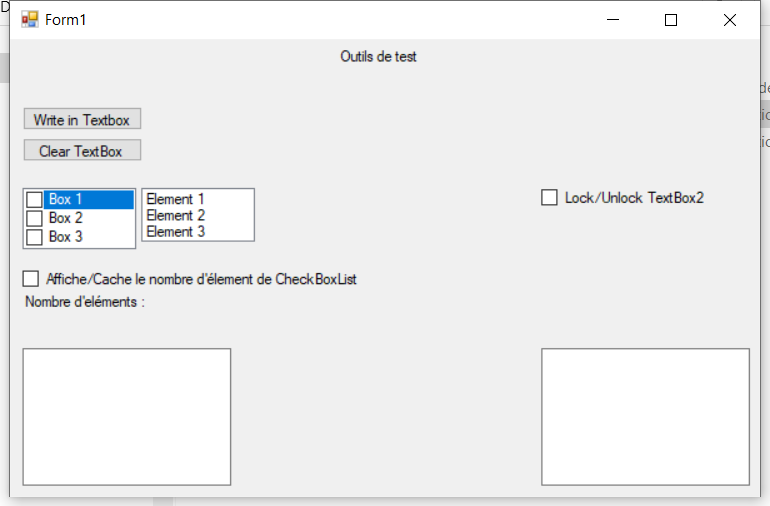 Form1
Outils de test
Write in Textbox
Clear TextBox
Box 1
Box 2
Box 3
Element 1
Element 2
Element 3
Lock/Unlock TextBox2
Affiche/Cache le nombre d'élement de CheckBoxList
Nombre d'eléments :